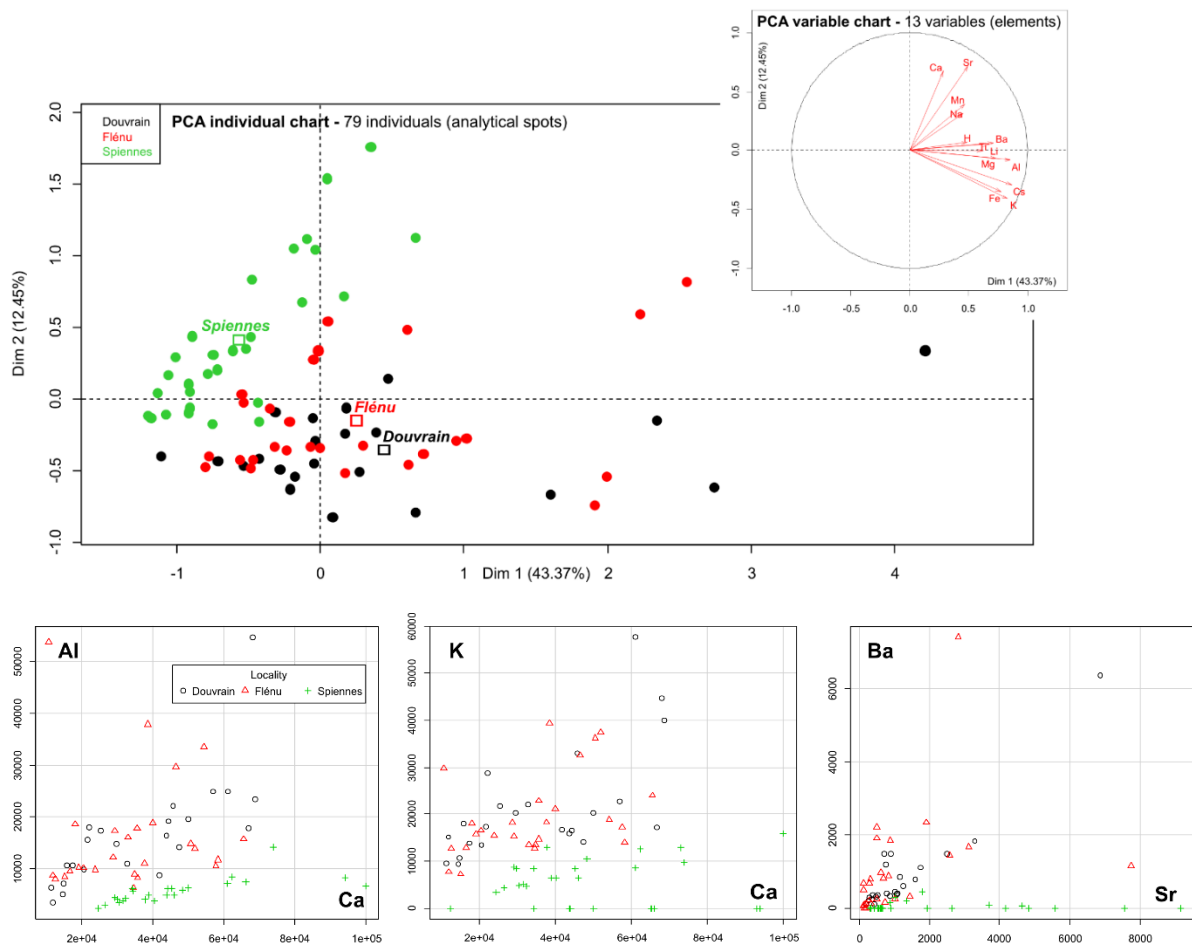 PCA variable chart - 13 variables (elements)
1.0
0.5
0.0
-0.5
-1.0
Dim 2 (12.45%)
Ca
Sr
Mn
Na
H
Ba
Ti
Li
Mg
Al
Cs
Fe
K
Dim 1 (43.37%)
-1.0
-0.5
0.0
0.5
1.0
Douvrain
Flénu
Spiennes
PCA individual chart - 79 individuals (analytical spots)
2.0
1.5
1.0
0.5
0.0
-0.5
-1.0
Dim 2 (12.45%)
Spiennes
Flénu
Douvrain
-1
0
1
Dim 1 (43.37%)
2
3
4
Al
Locality
Douvrain
Flénu
Spiennes
50000
40000
30000
20000
10000
Ca
2e+04
4e+04
6e+04
8e+04
1e+05
K
60000
50000
40000
30000
20000
10000
0
Ca
2e+04
4e+04
6e+04
8e+04
1e+05
Ba
6000
4000
2000
0
Sr
0
2000
4000
6000
8000